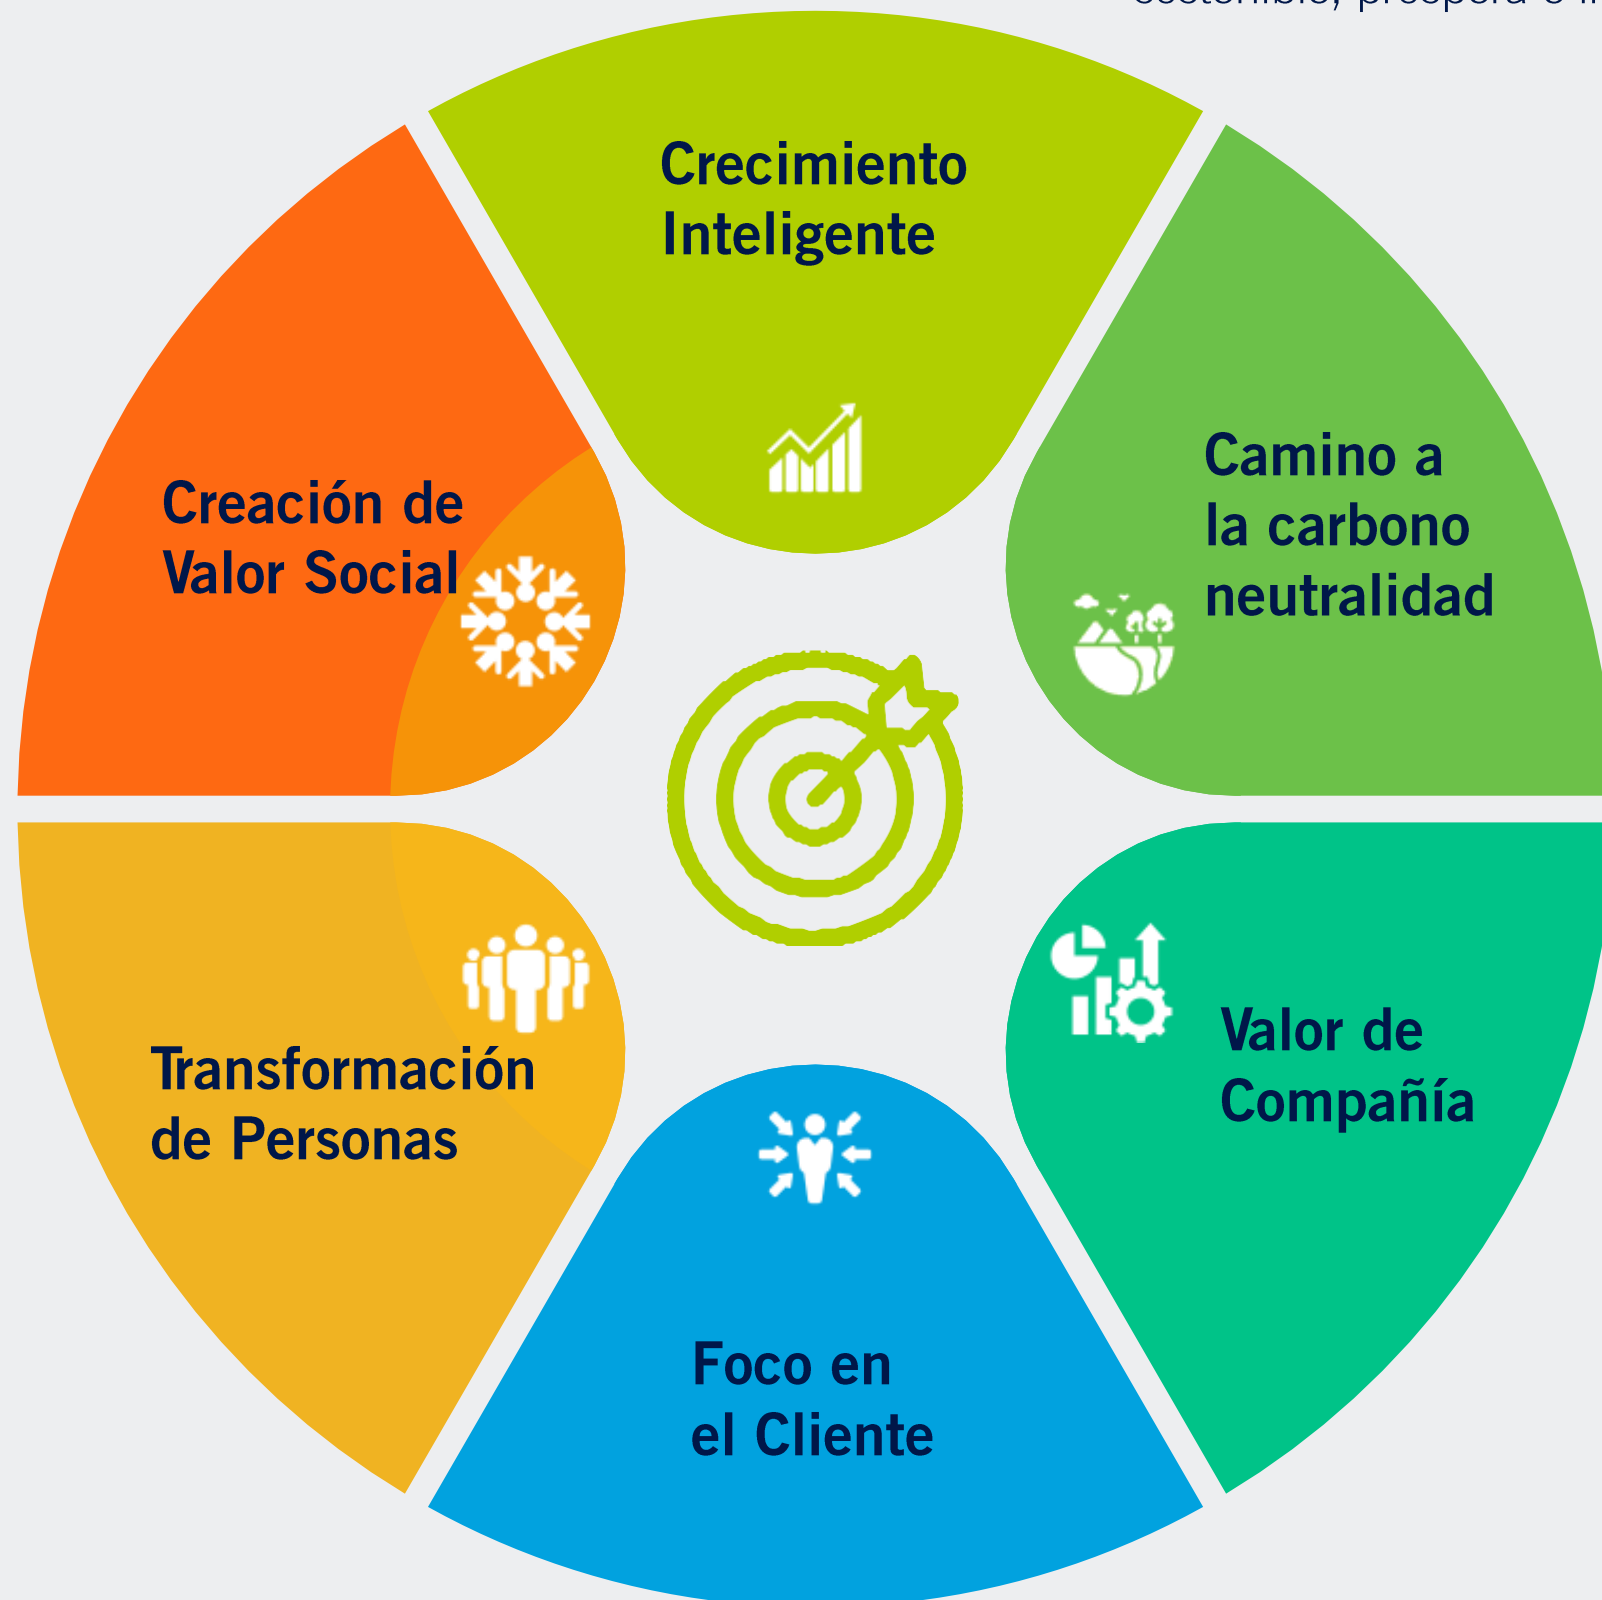 Crecimiento
Inteligente
Camino a
la carbono
neutralidad
Creación de
Valor Social
Valor de
Compañía
Transformación
de Personas
Foco en
el Cliente